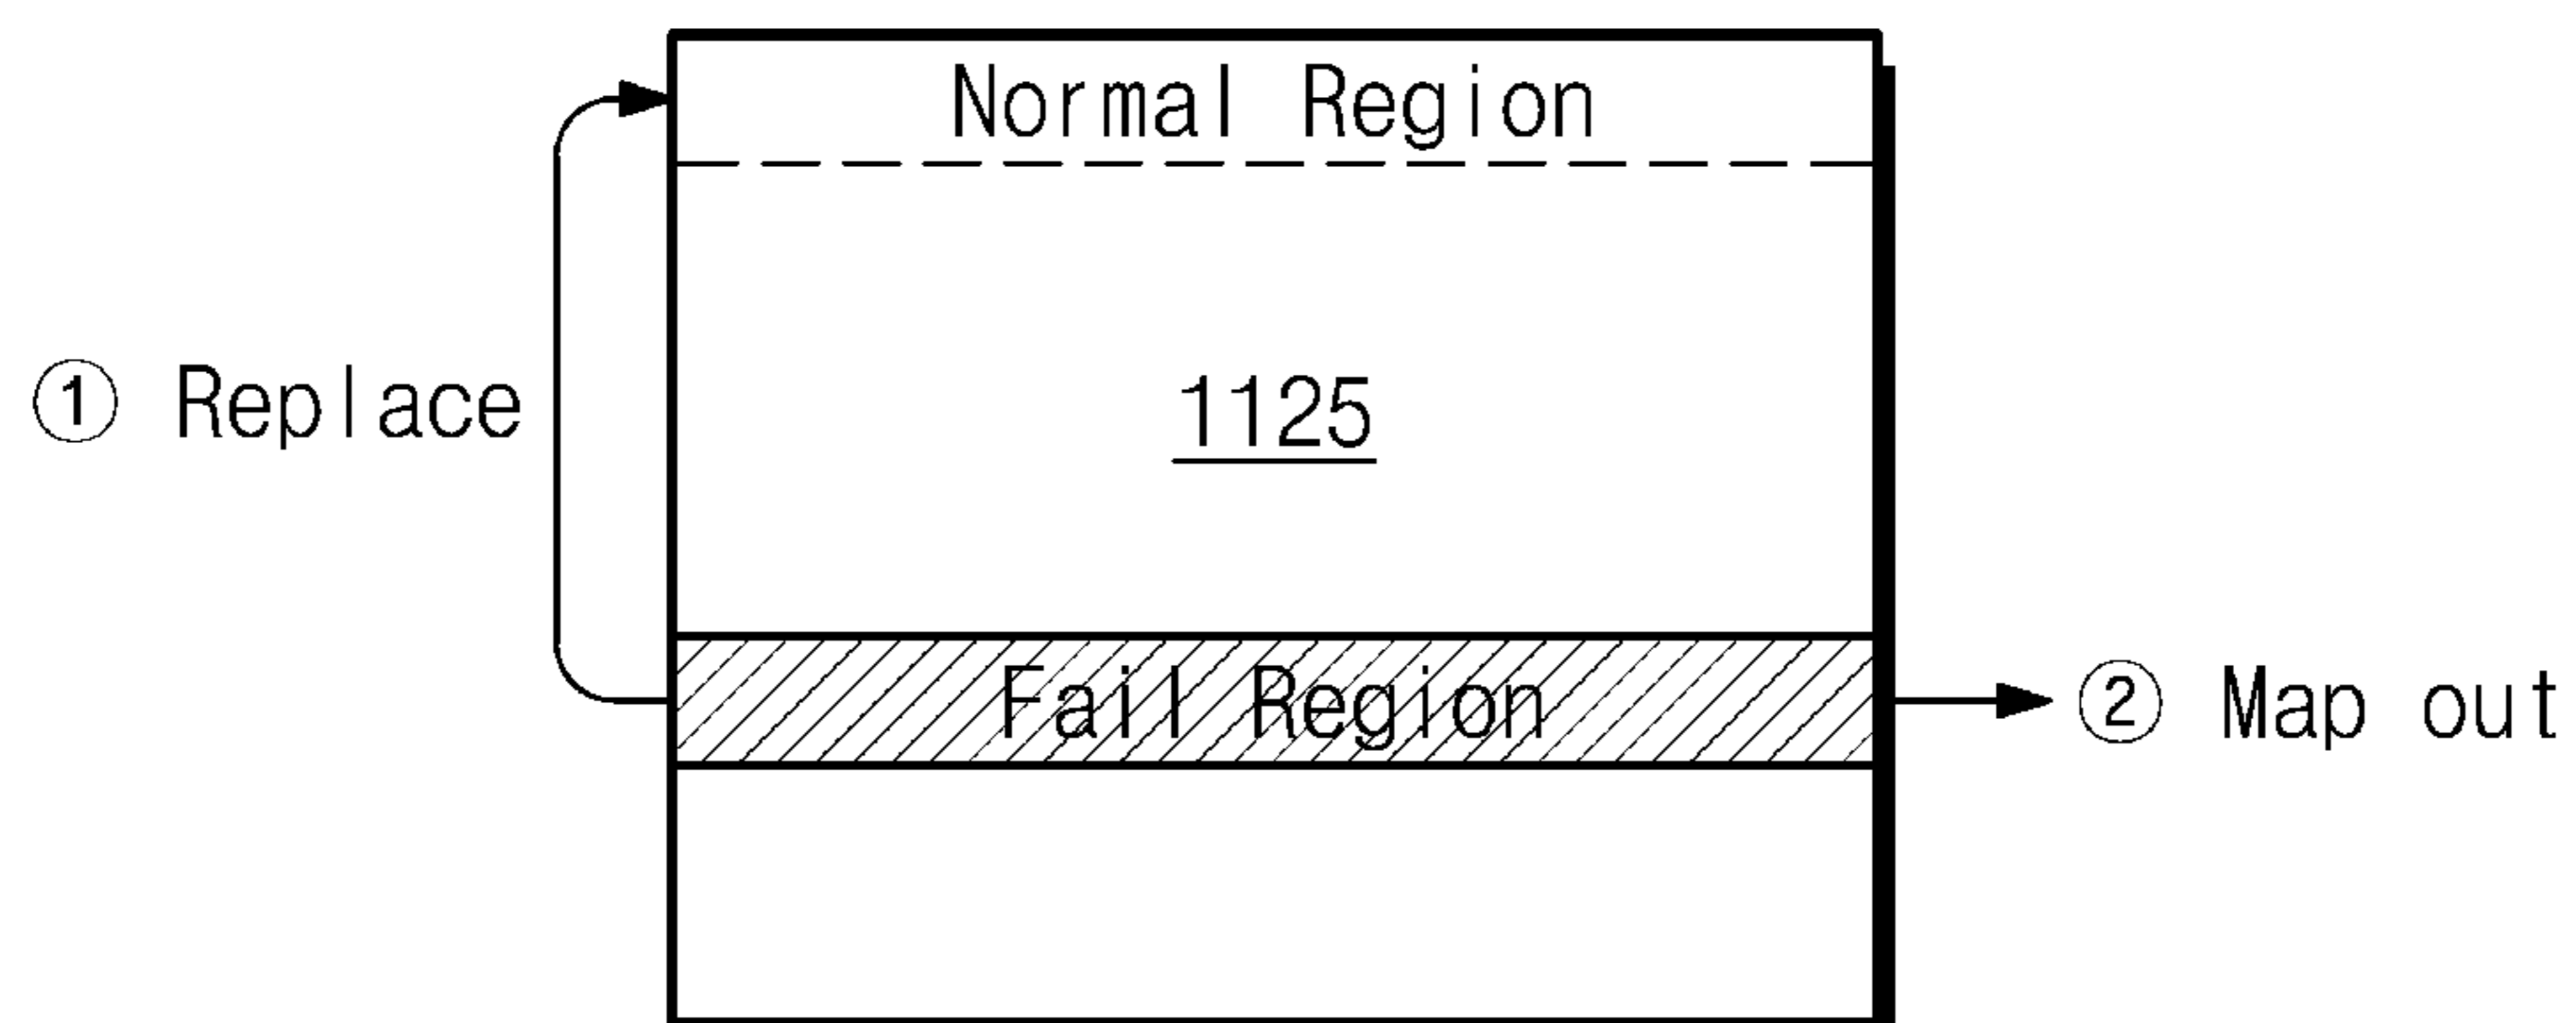 Normal Region
① Replace
1125
Fail Region
② Map out